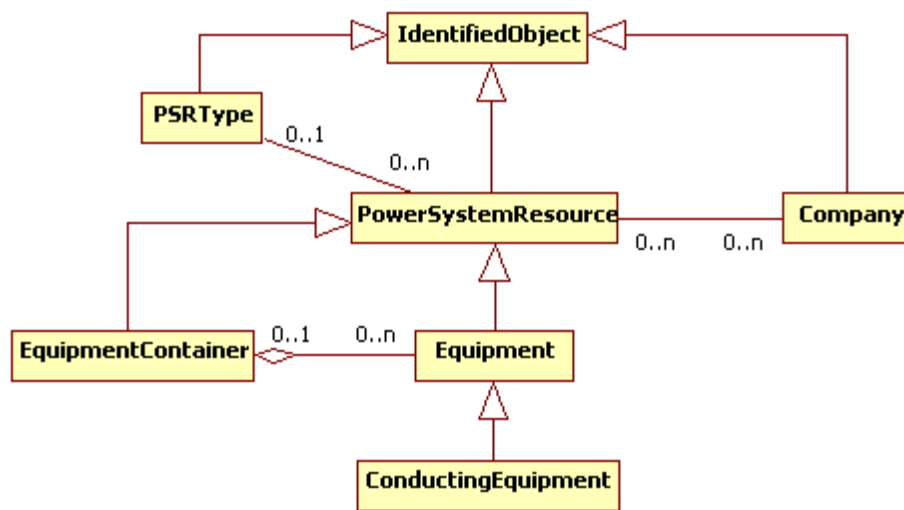 IdentifiedObject
PSRType
0..1
0..n
PowerSystemResource
Company
0..n
0..n
EquipmentContainer
0..1
0..n
Equipment
ConductingEquipment